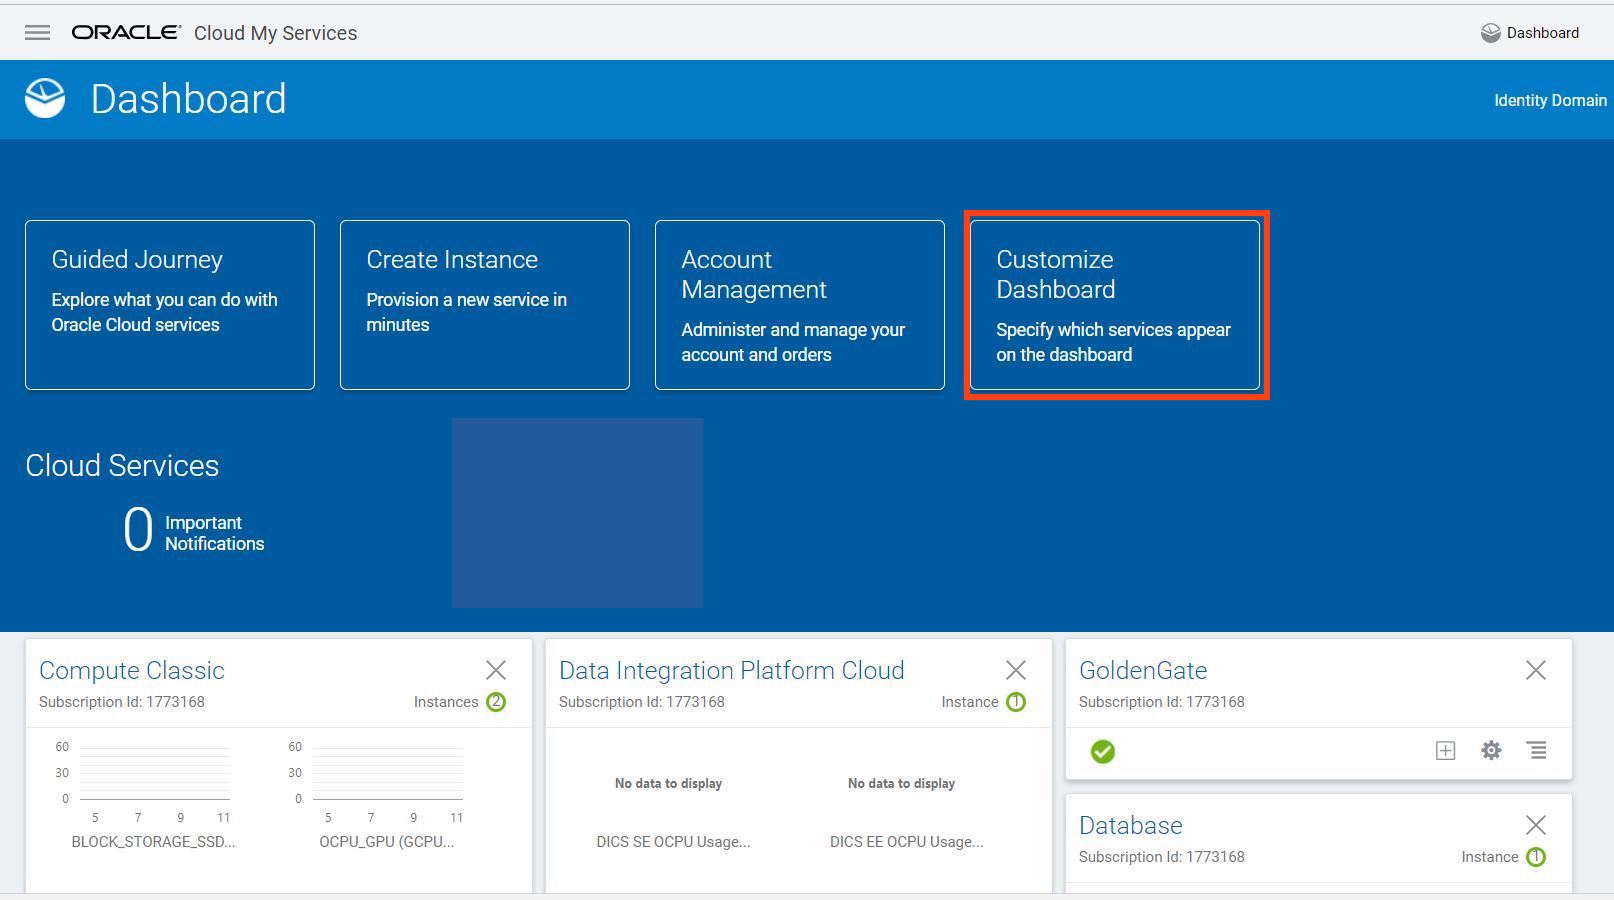 ORACLE® Cloud My Services
Dashboard
Dashboard
Identity Domain
Guided Journey
Explore what you can do with
Oracle Cloud services
Create Instance
Provision a new service in
minutes
Account
Management
Administer and manage your
account and orders
Customize
Dashboard
Specify which services appear
on the dashboard
Cloud Services
0 Important
Notifications
Compute Classic
Subscription Id: 1773168 Instances 2
60
30
0
5 7 9 11
BLOCK_STORAGE_SSD...
60
30
0
5 7 9 11
OCPU_GPU (GCPU...
Data Integration Platform Cloud
Subscription Id: 1773168 Instance 1
No data to display
DICS SE OCPU Usage...
No data to display
DICS EE OCPU Usage...
GoldenGate
Subscription Id: 1773168
Database
Subscription Id: 1773168 Instance 1